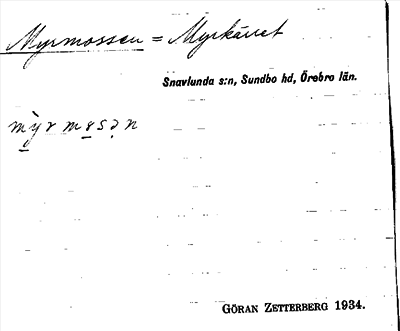 Myrmossen = Myrkärret
Snavlunda s:n, Sundbo hd, Örebro län.
GÖRAN ZETTERBERG 1934.